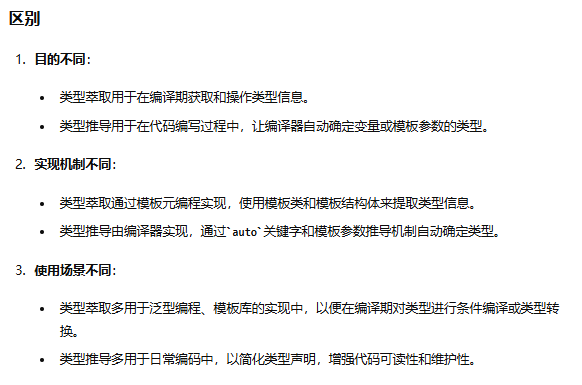 区别
1. 目的不同：
• 类型萃取用于在编译期获取和操作类型信息。
• 类型推导用于在代码编写过程中，让编译器自动确定变量或模板参数的类型。
2. 实现机制不同：
• 类型萃取通过模板元编程实现，使用模板类和模板结构体来提取类型信息。
• 类型推导由编译器实现，通过`auto`关键字和模板参数推导机制自动确定类型。
3. 使用场景不同：
• 类型萃取多用于泛型编程、模板库的实现中，以便在编译期对类型进行条件编译或类型转
换。
• 类型推导多用于日常编码中，以简化类型声明，增强代码可读性和维护性。